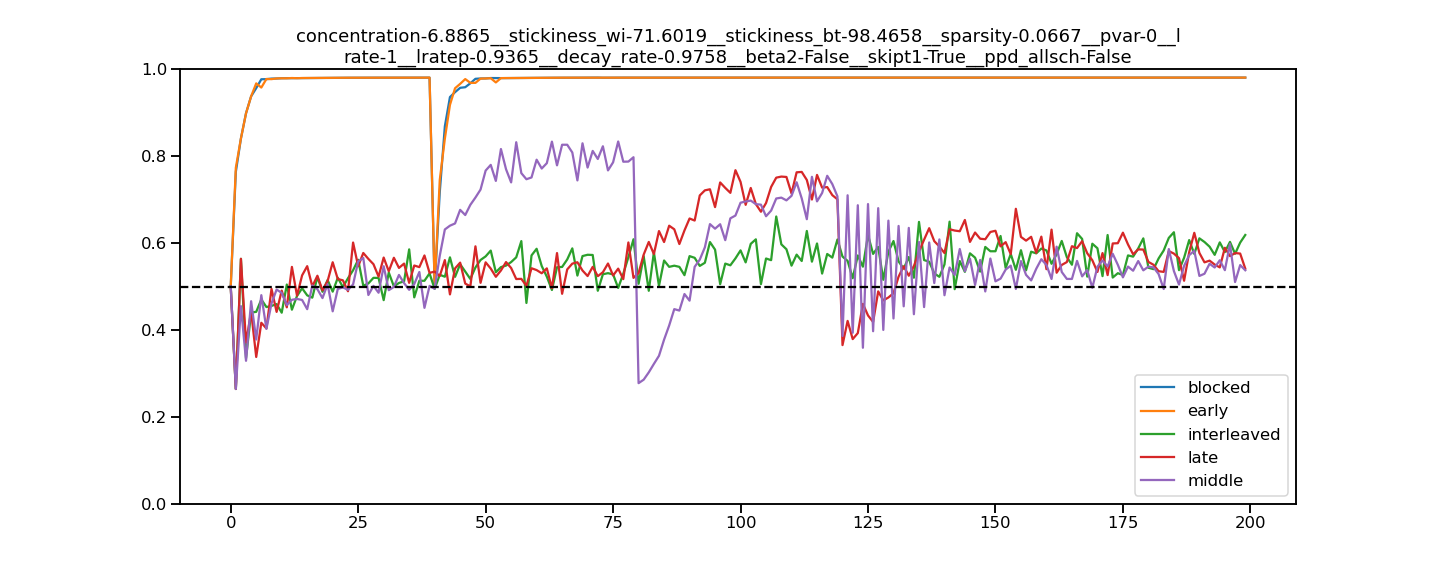 concentration-6.8865__stickiness_wi-71.6019__stickiness_bt-98.4658__sparsity-0.0667__pvar-0__l
rate-1__lratep-0.9365__decay_rate-0.9758__beta2-False__skipt1-True__ppd_allsch-False
1.0
0.8
0.6
0.4
0.2
0.0
0 25 50 75 100 125 150 175 200
blocked
early
interleaved
late
middle